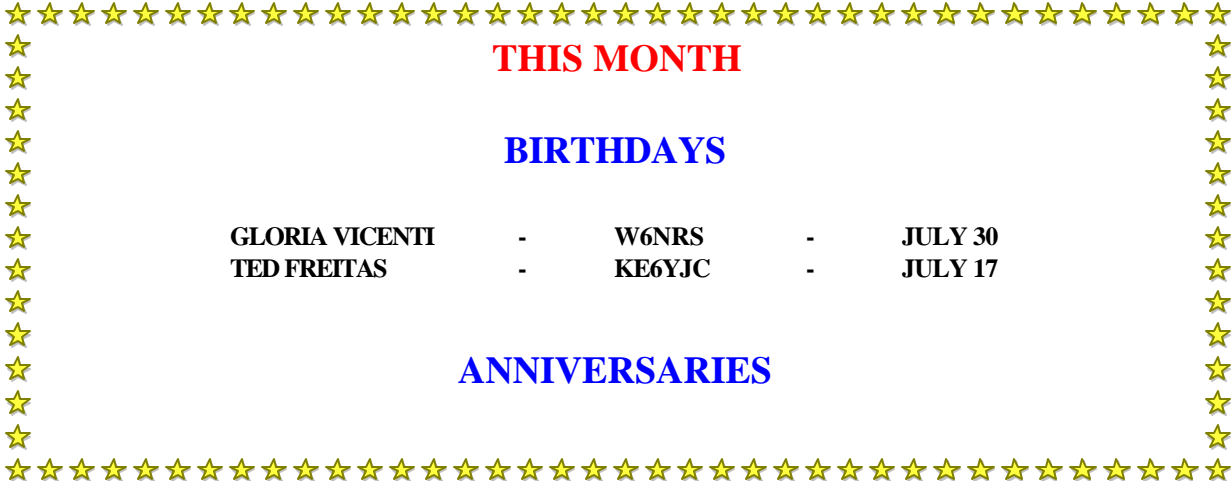 THIS MONTH
BIRTHDAYS
GLORIA VICENTI - W6NRS - JULY 30
TED FREITAS - KE6YJC - JULY 17
ANNIVERSARIES